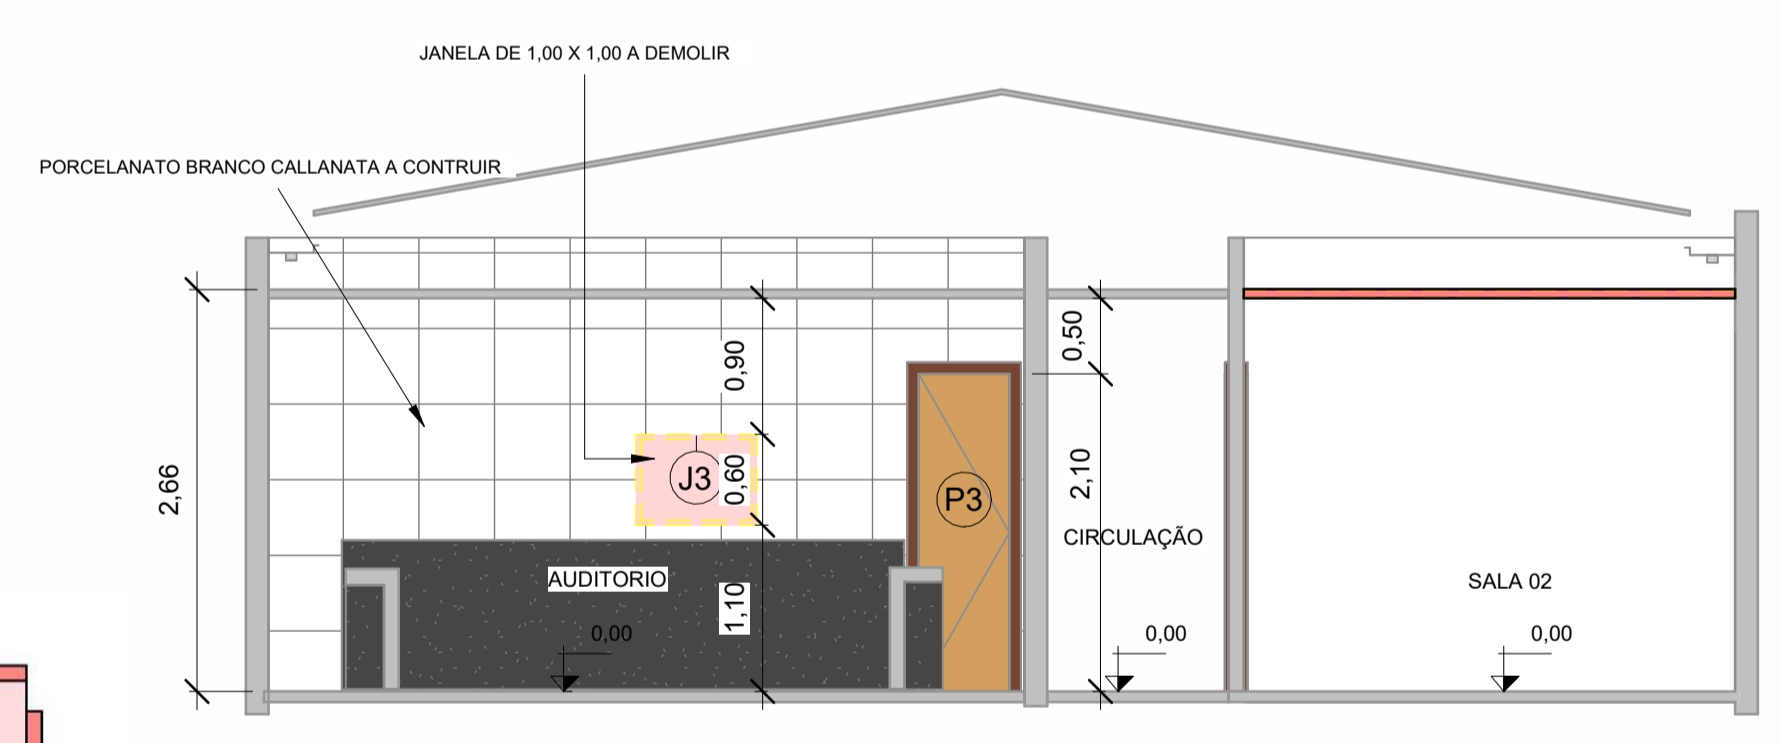 JANELA DE 1,00 X 1,00 A DEMOLIR
PORCELANATO BRANCO CALLANATA A CONTRUIR
0,50
0,90
2,66
J3
0,60
2,10
P3
CIRCULAÇÃO
AUDITORIO
SALA 02
1,10
0,00
0,00
0,00